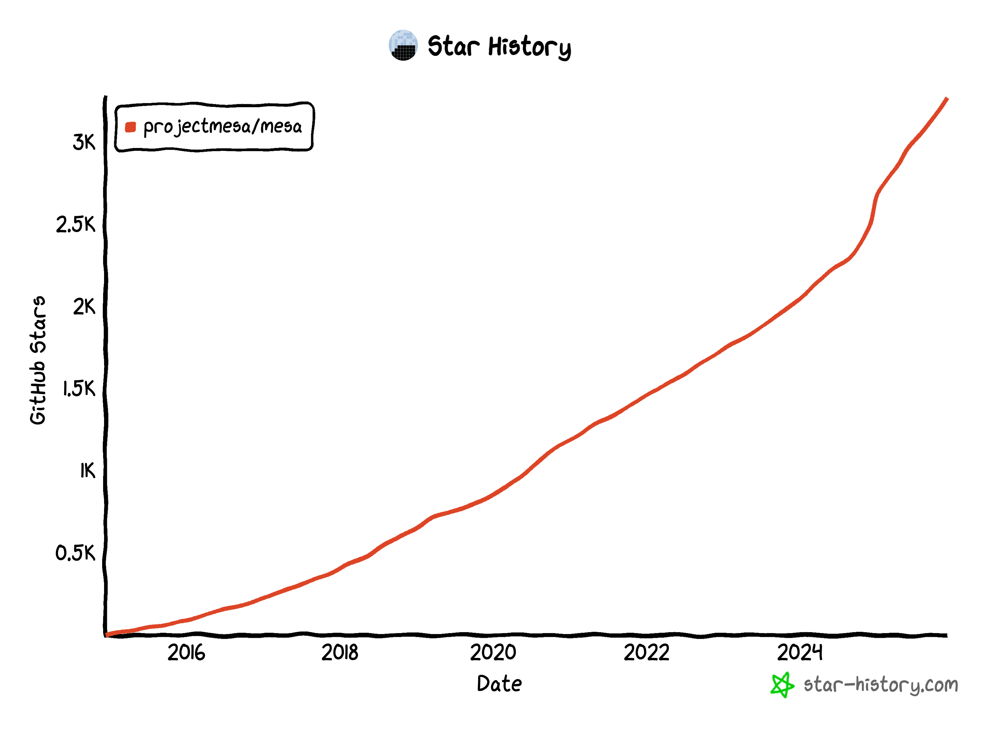 Star History
projectmesa/mesa
3K
2.5K
2K
1.5K
1K
0.5K
GitHub Stars
2016 2018 2020 2022 2024
Date
star-history.com